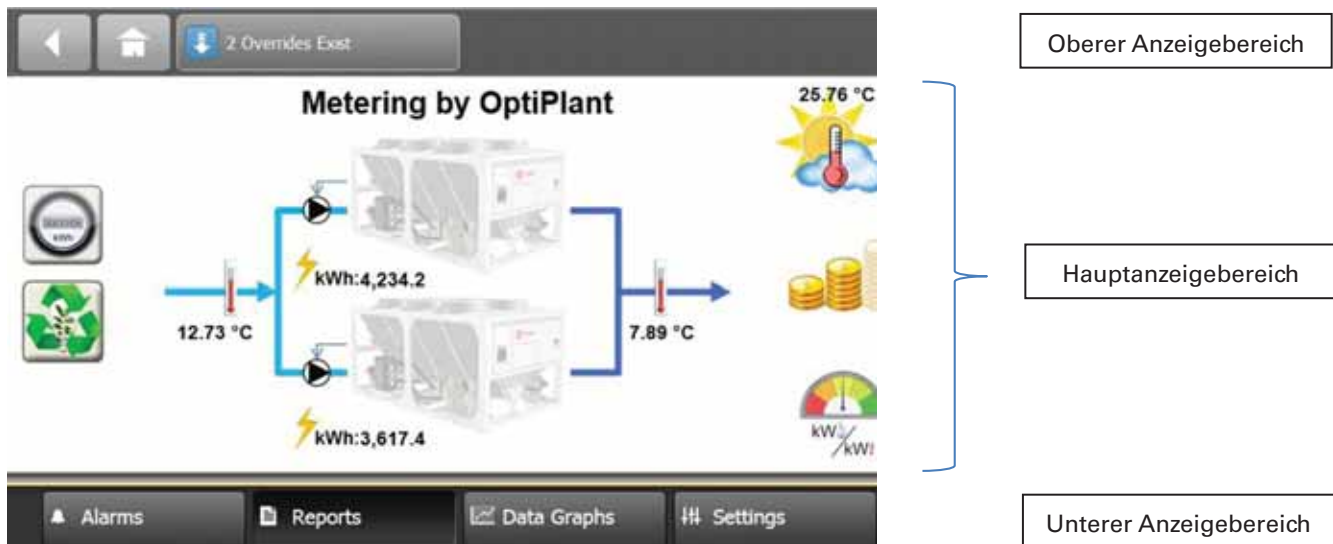 2 Overrides Exist
Oberer Anzeigebereich
Metering by OptiPlant
25.76 °C
kWh
kWh:4,234.2
Hauptanzeigebereich
12.73 °C
7.89 °C
kWh:3,617.4
kW
/kW
Alarms
Reports
Data Graphs
Settings
Unterer Anzeigebereich